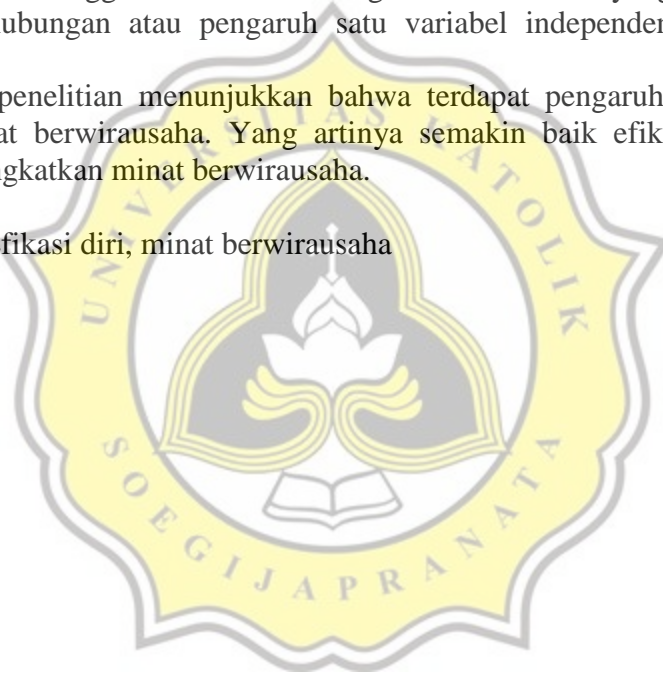 hubungan atau pengaruh satu variabel independen
penelitian menunjukkan bahwa terdapat pengaruh
at berwirausaha. Yang artinya semakin baik efik
ngkatkan minat berwirausaha.
fikasi diri, minat berwirausaha
UNIVERSITAS KATOLIK
SOEGIJAPRANATA